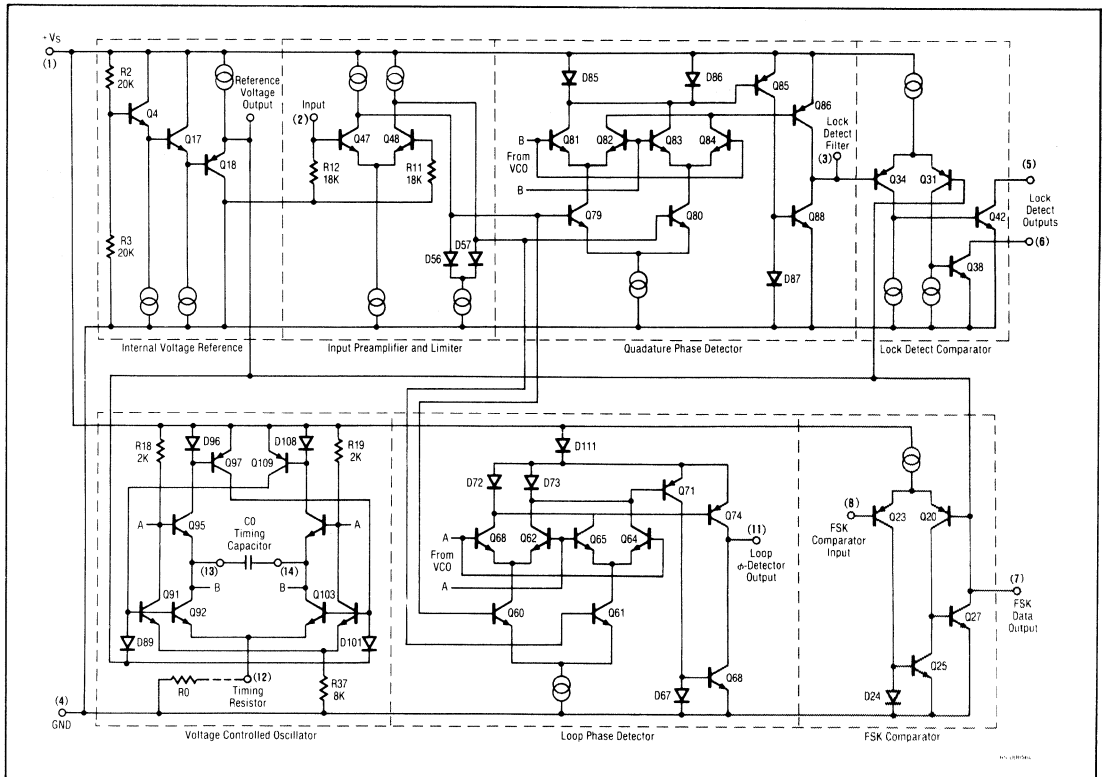 + VS
(1)
R2
20K
Q4
Q17
Q18
R3
20K
Reference
Voltage
Output
Internal Voltage Reference
Input
(2)
Q47
Q48
R12
18K
R11
18K
D56
D57
Input Preamplifier and Limiter
D85
D86
Q85
Q86
B
From
VCO
B
Q81
Q82
Q83
Q84
Q79
Q80
D87
Q88
Lock
Detect
Filter
(3)
Quadature Phase Detector
Q34
Q31
Q42
Q38
(5)
Lock
Detect
Outputs
(6)
Lock Detect Comparator
R18
2K
D96
Q97
D108
Q109
R19
2K
A
Q95
A
C0
Timing
Capacitor
(13)
(14)
B
B
Q91
Q92
Q103
D89
D101
R0
(12)
Timing
Resistor
R37
8K
(4)
GND
Voltage Controlled Oscillator
D111
D72
D73
Q71
Q74
A
From
VCO
A
Q68
Q62
Q65
Q64
(11)
Loop
ϕ-Detector
Output
Q60
Q61
D67
Q68
Loop Phase Detector
(8)
FSK
Comparator
Input
Q23
Q20
(7)
FSK
Data
Output
Q27
Q25
D24
FSK Comparator